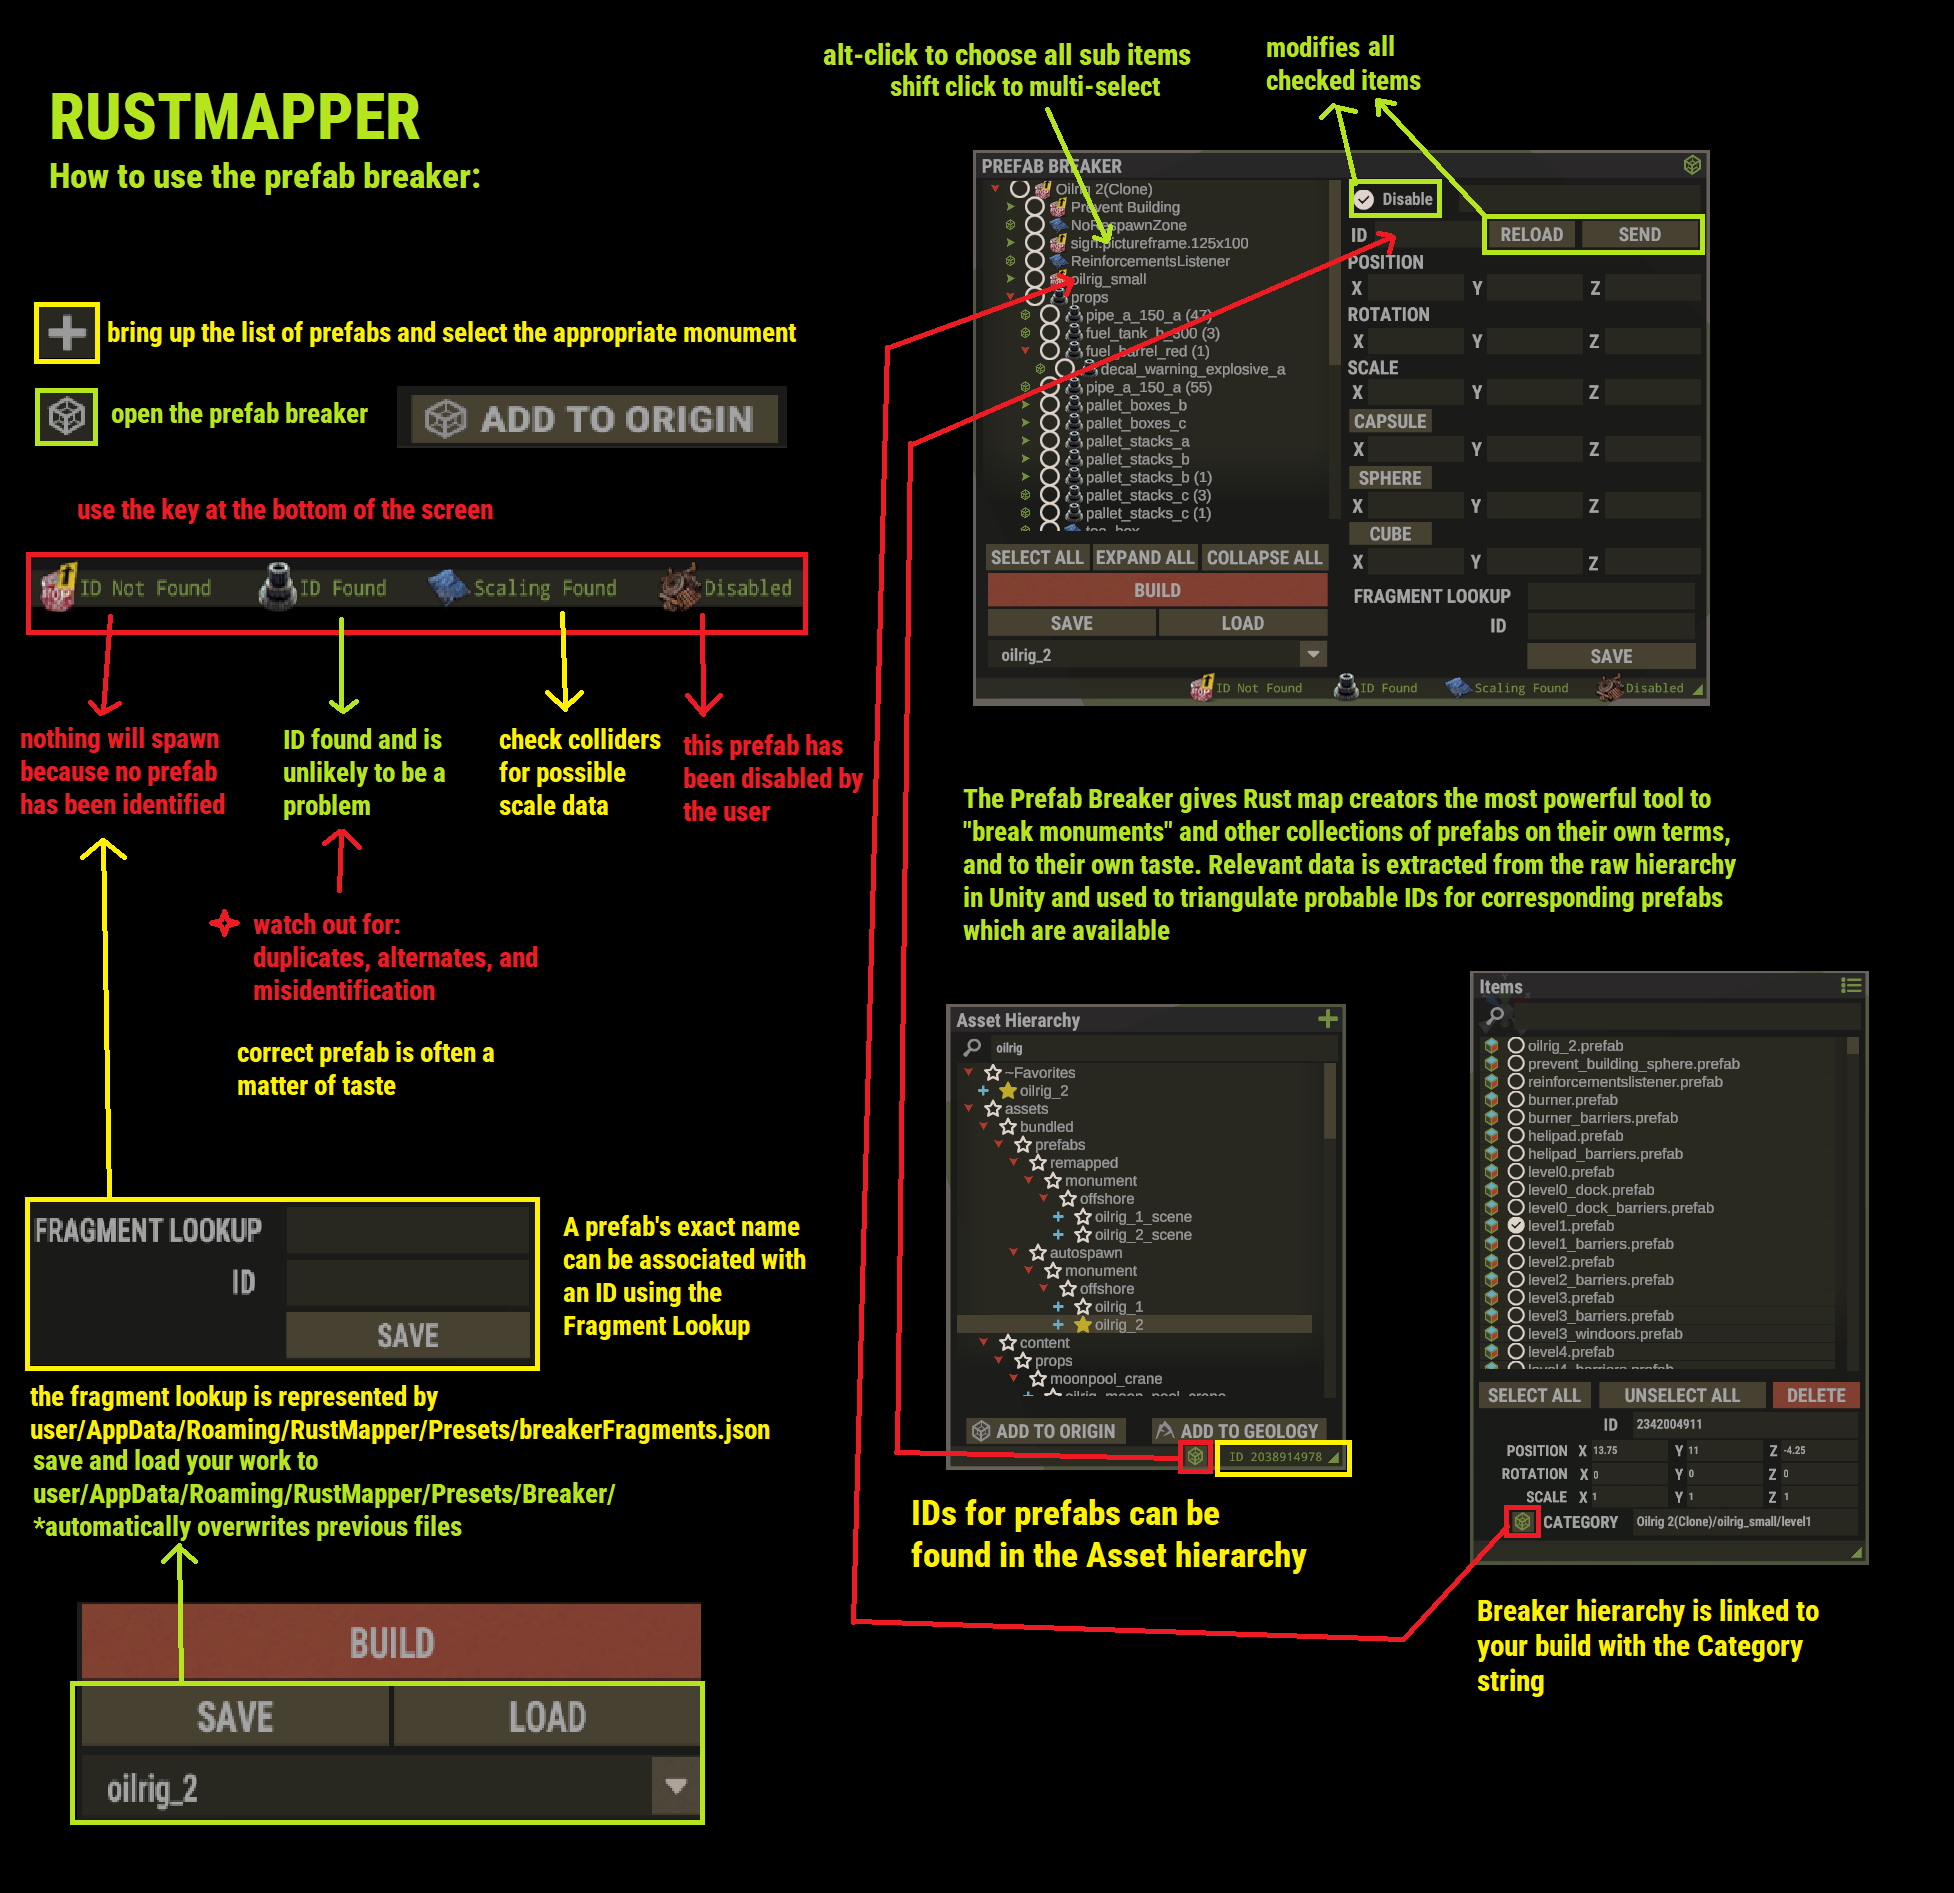 RUSTMAPPER
How to use the prefab breaker:
bring up the list of prefabs and select the appropriate monument
open the prefab breaker
ADD TO ORIGIN
use the key at the bottom of the screen
ID Not Found
ID Found
Scaling Found
Disabled
nothing will spawn
because no prefab
has been identified
ID found and is
unlikely to be a
problem
check colliders
for possible
scale data
this prefab has
been disabled by
the user
watch out for:
duplicates, alternates, and
misidentification
correct prefab is often a
matter of taste
FRAGMENT LOOKUP
ID
SAVE
A prefab's exact name
can be associated with
an ID using the
Fragment Lookup
the fragment lookup is represented by
user/AppData/Roaming/RustMapper/Presets/breakerFragments.json
save and load your work to
user/AppData/Roaming/RustMapper/Presets/Breaker/
*automatically overwrites previous files
BUILD
SAVE
LOAD
oilrig_2
alt-click to choose all sub items
shift click to multi-select
modifies all
checked items
PREFAB BREAKER
Oilrig 2(Clone)
Prevent Building
NoRespawnZone
sign.pictureframe.125x100
ReinforcementsListener
oilrig_small
props
pipe_a_150_a (47)
fuel_tank_b_300 (3)
fuel_barrel_red (1)
decal_warning_explosive_a
pipe_a_150_a (55)
pallet_boxes_b
pallet_boxes_c
pallet_stacks_a
pallet_stacks_b
pallet_stacks_b (1)
pallet_stacks_c (3)
pallet_stacks_c (1)
SELECT ALL
EXPAND ALL
COLLAPSE ALL
BUILD
SAVE
LOAD
oilrig_2
Disable
ID
RELOAD
SEND
POSITION
X Y Z
ROTATION
X Y Z
SCALE
X Y Z
CAPSULE
X Y Z
SPHERE
X Y Z
CUBE
X Y Z
FRAGMENT LOOKUP
ID
SAVE
ID Not Found
ID Found
Scaling Found
Disabled
The Prefab Breaker gives Rust map creators the most powerful tool to
"break monuments" and other collections of prefabs on their own terms,
and to their own taste. Relevant data is extracted from the raw hierarchy
in Unity and used to triangulate probable IDs for corresponding prefabs
which are available
Asset Hierarchy
oilrig
~Favorites
oilrig_2
assets
bundled
prefabs
remapped
monument
offshore
oilrig_1_scene
oilrig_2_scene
autospawn
monument
offshore
oilrig_1
oilrig_2
content
props
moonpool_crane
oilrig_moon_pool_crane
ADD TO ORIGIN
ADD TO GEOLOGY
ID 2038914978
IDs for prefabs can be
found in the Asset hierarchy
Items
oilrig_2.prefab
prevent_building_sphere.prefab
reinforcementslistener.prefab
burner.prefab
burner_barriers.prefab
helipad.prefab
helipad_barriers.prefab
level0.prefab
level0_dock.prefab
level0_dock_barriers.prefab
level1.prefab
level1_barriers.prefab
level2.prefab
level2_barriers.prefab
level3.prefab
level3_barriers.prefab
level3_windoors.prefab
level4.prefab
level4_barriers.prefab
SELECT ALL
UNSELECT ALL
DELETE
ID 2342004911
POSITION X 13.75 Y 11 Z -4.25
ROTATION X 0 Y 0 Z 0
SCALE X 1 Y 1 Z 1
CATEGORY Oilrig 2(Clone)/oilrig_small/level1
Breaker hierarchy is linked to
your build with the Category
string